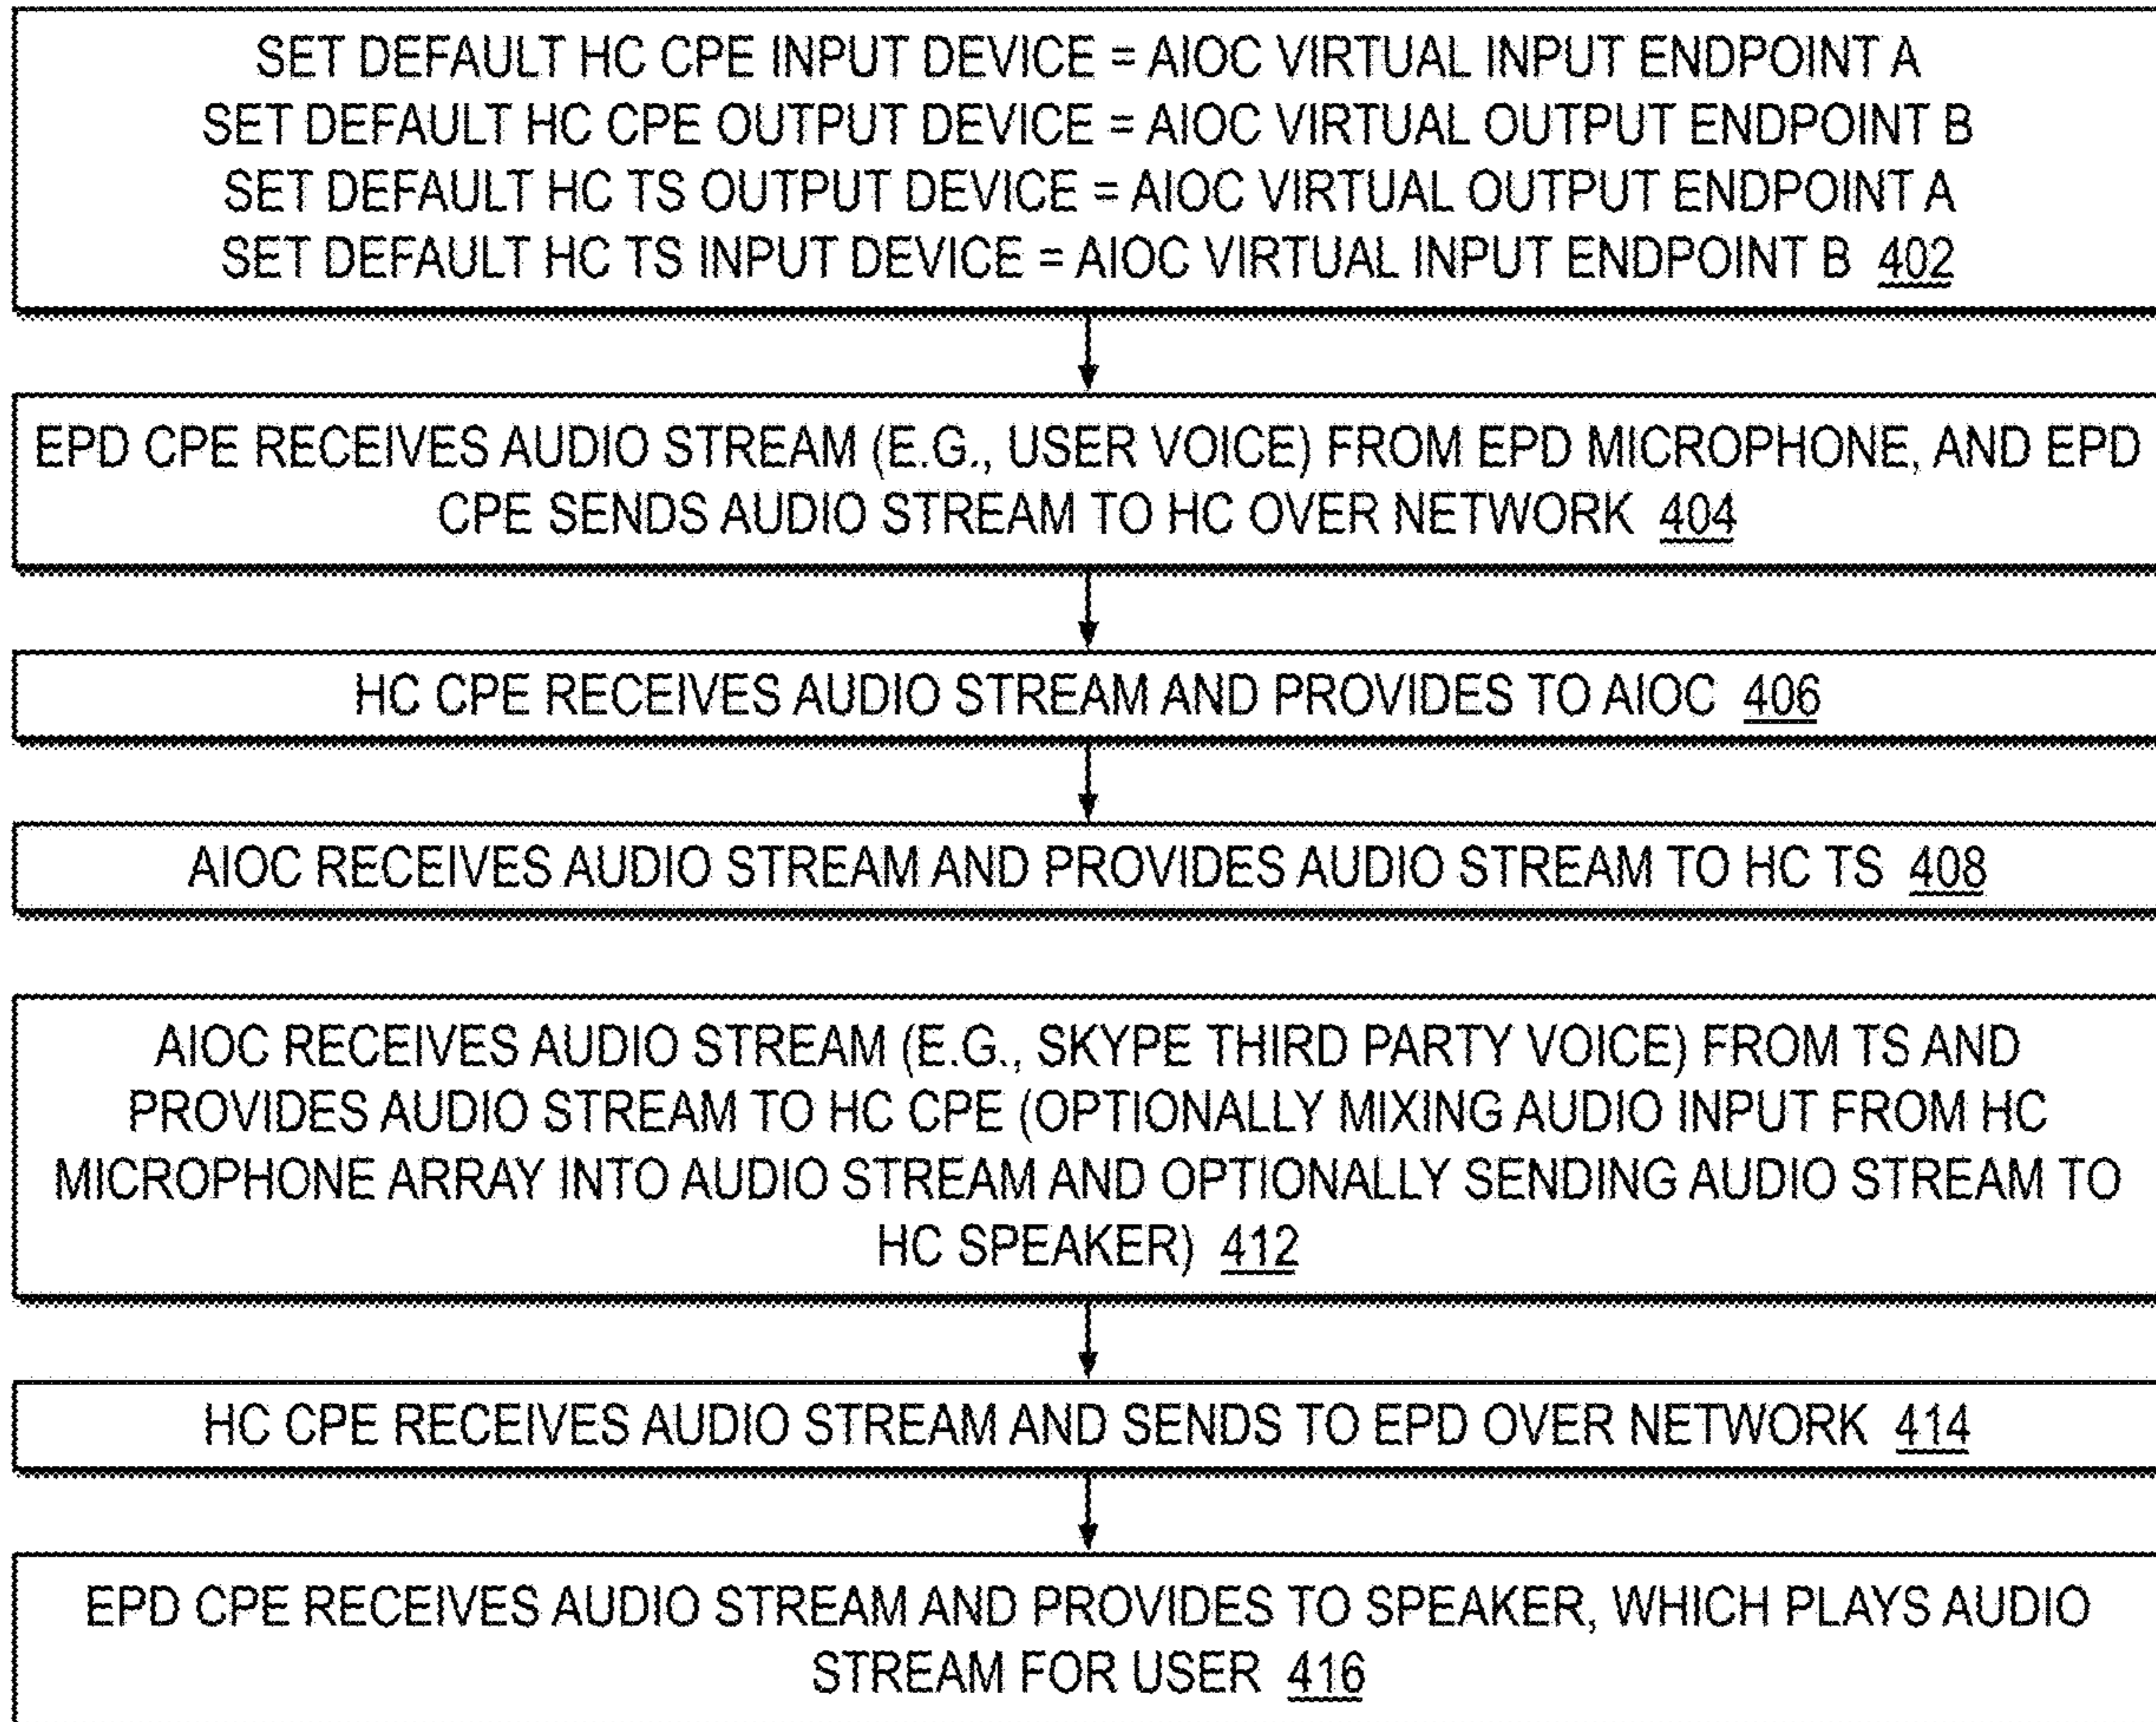 SET DEFAULT HC CPE INPUT DEVICE = AIOC VIRTUAL INPUT ENDPOINT A
SET DEFAULT HC CPE OUTPUT DEVICE = AIOC VIRTUAL OUTPUT ENDPOINT B
SET DEFAULT HC TS OUTPUT DEVICE = AIOC VIRTUAL OUTPUT ENDPOINT A
SET DEFAULT HC TS INPUT DEVICE = AIOC VIRTUAL INPUT ENDPOINT B 402
EPD CPE RECEIVES AUDIO STREAM (E.G., USER VOICE) FROM EPD MICROPHONE, AND EPD
CPE SENDS AUDIO STREAM TO HC OVER NETWORK 404
HC CPE RECEIVES AUDIO STREAM AND PROVIDES TO AIOC 406
AIOC RECEIVES AUDIO STREAM AND PROVIDES AUDIO STREAM TO HC TS 408
AIOC RECEIVES AUDIO STREAM (E.G., SKYPE THIRD PARTY VOICE) FROM TS AND
PROVIDES AUDIO STREAM TO HC CPE (OPTIONALLY MIXING AUDIO INPUT FROM HC
MICROPHONE ARRAY INTO AUDIO STREAM AND OPTIONALLY SENDING AUDIO STREAM TO
HC SPEAKER) 412
HC CPE RECEIVES AUDIO STREAM AND SENDS TO EPD OVER NETWORK 414
EPD CPE RECEIVES AUDIO STREAM AND PROVIDES TO SPEAKER, WHICH PLAYS AUDIO
STREAM FOR USER 416